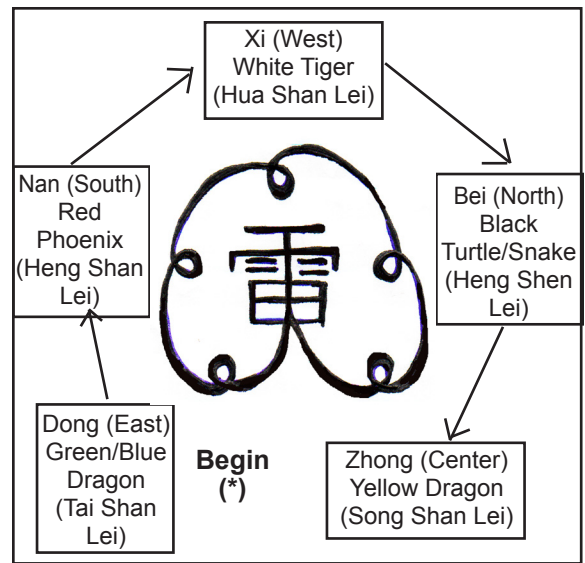 Xi (West)
White Tiger
(Hua Shan Lei)
Nan (South)
Red
Phoenix
(Heng Shan
Lei)
Bei (North)
Black
Turtle/Snake
(Heng Shen
Lei)
雷
Dong (East)
Green/Blue
Dragon
(Tai Shan
Lei)
Begin
(*)
Zhong (Center)
Yellow Dragon
(Song Shan Lei)